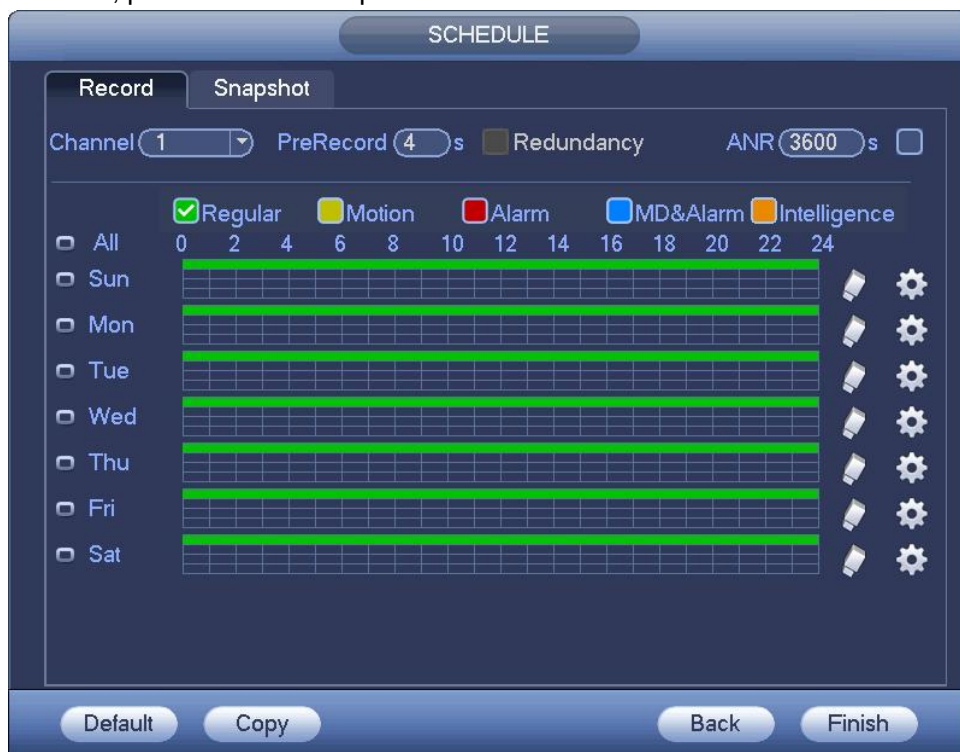 SCHEDULE
Record Snapshot
Channel 1 PreRecord 4 s Redundancy ANR 3600 s
Regular Motion Alarm MD&Alarm Intelligence
All 0 2 4 6 8 10 12 14 16 18 20 22 24
Sun
Mon
Tue
Wed
Thu
Fri
Sat
Default Copy Back Finish